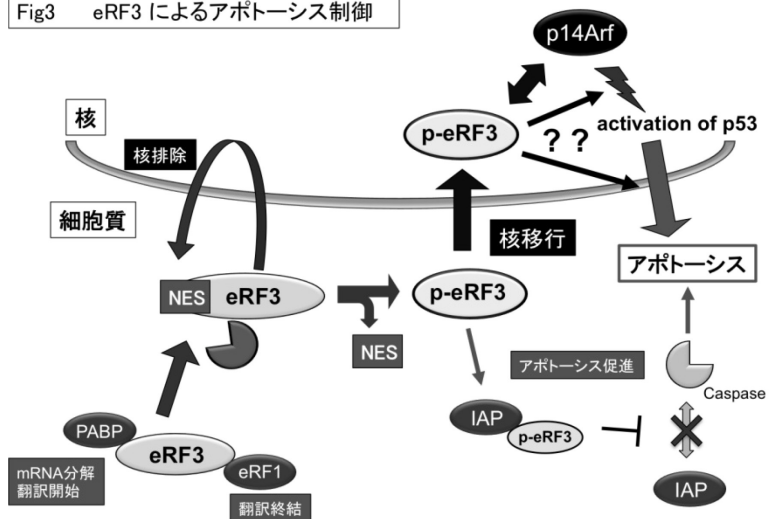 Fig3 eRF3 によるアポトーシス制御
p14Arf
核
p-eRF3
? ?
activation of p53
核排除
細胞質
核移行
アポトーシス
NES eRF3
p-eRF3
NES
アポトーシス促進
Caspase
PABP
IAP
p-eRF3
eRF3
eRF1
mRNA分解
翻訳開始
翻訳終結
IAP